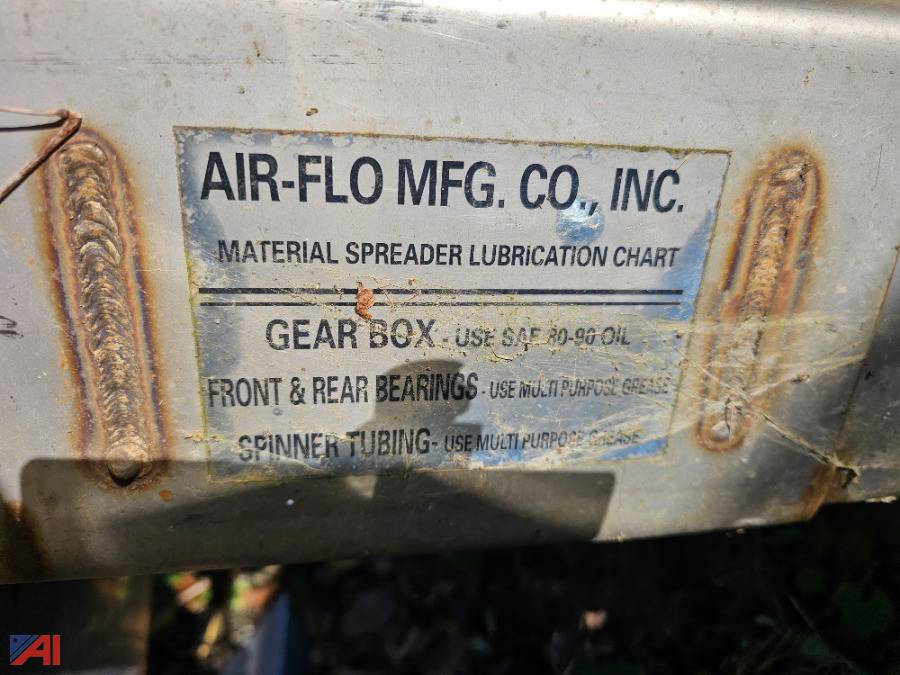 AIR-FLO MFG. CO., INC.
MATERIAL SPREADER LUBRICATION CHART
GEAR BOX - USE SAE 80-90 OIL
FRONT & REAR BEARINGS - USE MULTI PURPOSE GREASE
SPINNER TUBING - USE MULTI PURPOSE GREASE
AI